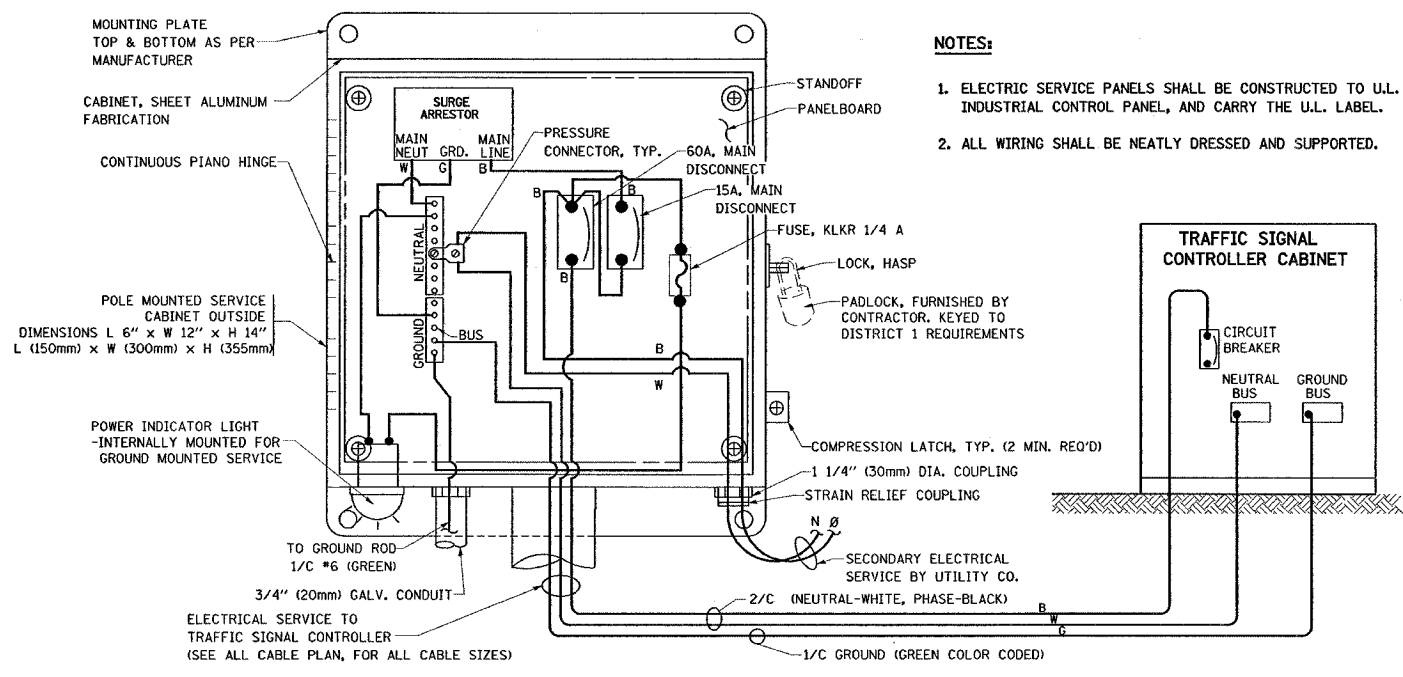 MOUNTING PLATE
TOP & BOTTOM AS PER
MANUFACTURER
CABINET, SHEET ALUMINUM
FABRICATION
CONTINUOUS PIANO HINGE
POLE MOUNTED SERVICE
CABINET OUTSIDE
DIMENSIONS L 6" x W 12" x H 14"
L (150mm) x W (300mm) x H (355mm)
POWER INDICATOR LIGHT
-INTERNALLY MOUNTED FOR
GROUND MOUNTED SERVICE
SURGE
ARRESTOR
MAIN
NEUT
GRD.
MAIN
LINE
W
G
B
PRESSURE
CONNECTOR, TYP.
STANDOFF
PANELBOARD
60A, MAIN
DISCONNECT
15A, MAIN
DISCONNECT
B
B
B
FUSE, KLKR 1/4 A
NEUTRAL
GROUND
BUS
LOCK, HASP
PADLOCK, FURNISHED BY
CONTRACTOR. KEYED TO
DISTRICT 1 REQUIREMENTS
B
W
COMPRESSION LATCH, TYP. (2 MIN. REQ'D)
1 1/4" (30mm) DIA. COUPLING
STRAIN RELIEF COUPLING
N Ø
SECONDARY ELECTRICAL
SERVICE BY UTILITY CO.
TO GROUND ROD
1/C #6 (GREEN)
3/4" (20mm) GALV. CONDUIT
ELECTRICAL SERVICE TO
TRAFFIC SIGNAL CONTROLLER
(SEE ALL CABLE PLAN, FOR ALL CABLE SIZES)
2/C (NEUTRAL-WHITE, PHASE-BLACK)
B
W
G
1/C GROUND (GREEN COLOR CODED)
NOTES:
1. ELECTRIC SERVICE PANELS SHALL BE CONSTRUCTED TO U.L.
INDUSTRIAL CONTROL PANEL, AND CARRY THE U.L. LABEL.
2. ALL WIRING SHALL BE NEATLY DRESSED AND SUPPORTED.
TRAFFIC SIGNAL
CONTROLLER CABINET
CIRCUIT
BREAKER
NEUTRAL
BUS
GROUND
BUS